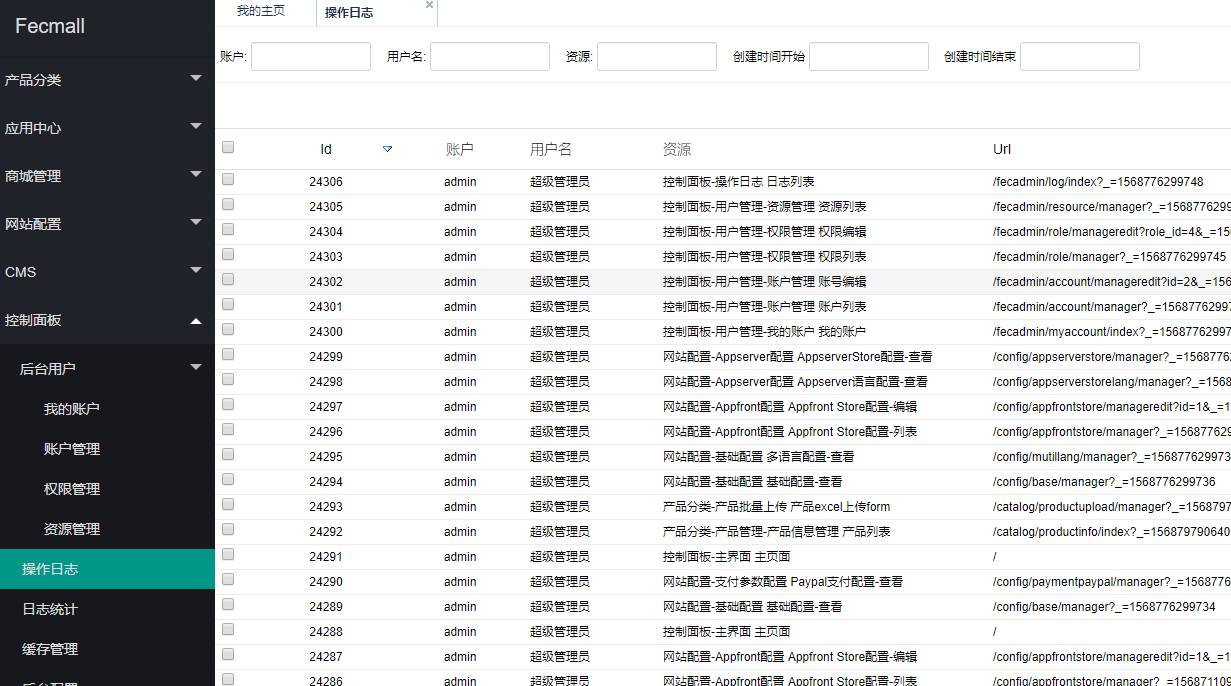 Fecmall
产品分类
应用中心
商城管理
网站配置
CMS
控制面板
后台用户
我的账户
账户管理
权限管理
资源管理
操作日志
日志统计
缓存管理
后台配置
我的主页 操作日志
账户: 用户名: 资源: 创建时间开始 创建时间结束
Id 账户 用户名 资源 Url
24306 admin 超级管理员 控制面板-操作日志 日志列表 /fecadmin/log/index?_=1568776299748
24305 admin 超级管理员 控制面板-用户管理-资源管理 资源列表 /fecadmin/resource/manager?_=1568776299
24304 admin 超级管理员 控制面板-用户管理-权限管理 权限编辑 /fecadmin/role/manageredit?role_id=4&_=15
24303 admin 超级管理员 控制面板-用户管理-权限管理 权限列表 /fecadmin/role/manager?_=1568776299745
24302 admin 超级管理员 控制面板-用户管理-账户管理 账号编辑 /fecadmin/account/manageredit?id=2&_=156
24301 admin 超级管理员 控制面板-用户管理-账户管理 账户列表 /fecadmin/account/manager?_=15687762997
24300 admin 超级管理员 控制面板-用户管理-我的账户 我的账户 /fecadmin/myaccount/index?_=1568776299
24299 admin 超级管理员 网站配置-Appserver配置 AppserverStore配置-查看 /config/appserverstore/manager?_=1568776
24298 admin 超级管理员 网站配置-Appserver配置 Appserver语言配置-查看 /config/appserverstorelang/manager?_=1568
24297 admin 超级管理员 网站配置-Appfront配置 Appfront Store配置-编辑 /config/appfrontstore/manageredit?id=1&_=1
24296 admin 超级管理员 网站配置-Appfront配置 Appfront Store配置-列表 /config/appfrontstore/manager?_=15687762
24295 admin 超级管理员 网站配置-基础配置 多语言配置-查看 /config/mutillang/manager?_=156877629973
24294 admin 超级管理员 网站配置-基础配置 基础配置-查看 /config/base/manager?_=1568776299736
24293 admin 超级管理员 产品分类-产品批量上传 产品excel上传form /catalog/productupload/manager?_=1568797
24292 admin 超级管理员 产品分类-产品管理-产品信息管理 产品列表 /catalog/productinfo/index?_=156879790640
24291 admin 超级管理员 控制面板-主界面 主页面 /
24290 admin 超级管理员 网站配置-支付参数配置 Paypal支付配置-查看 /config/paymentpaypal/manager?_=1568776
24289 admin 超级管理员 网站配置-基础配置 基础配置-查看 /config/base/manager?_=1568776299734
24288 admin 超级管理员 控制面板-主界面 主页面 /
24287 admin 超级管理员 网站配置-Appfront配置 Appfront Store配置-编辑 /config/appfrontstore/manageredit?id=1&_=1
24286 admin 超级管理员 网站配置-Appfront配置 Appfront Store配置-列表 /config/appfrontstore/manager?_=156871109